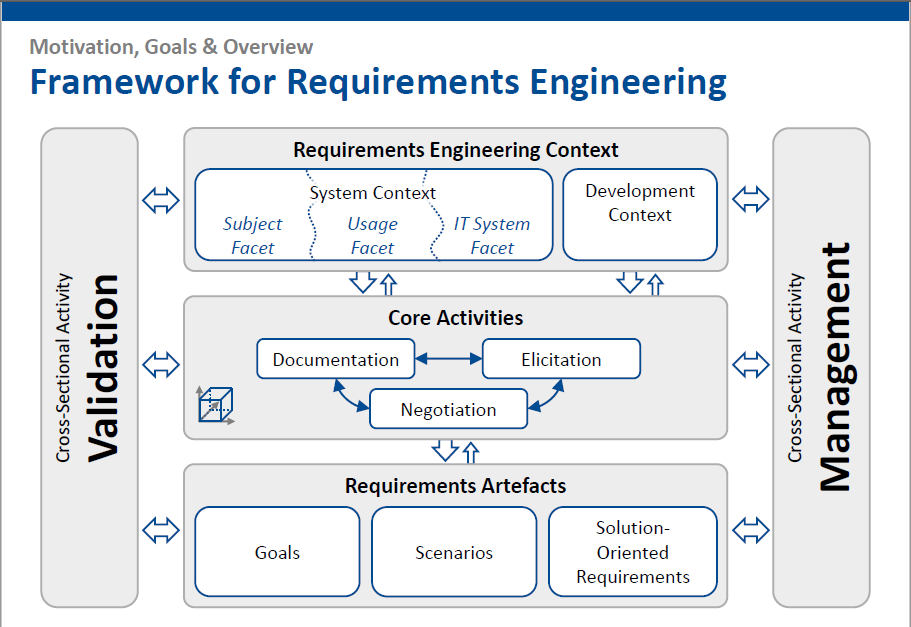 Motivation, Goals & Overview
Framework for Requirements Engineering
Cross-Sectional Activity
Validation
Requirements Engineering Context
System Context
Subject
Facet
Usage
Facet
IT System
Facet
Development
Context
Core Activities
Documentation
Elicitation
Negotiation
Requirements Artefacts
Goals
Scenarios
Solution-
Oriented
Requirements
Cross-Sectional Activity
Management